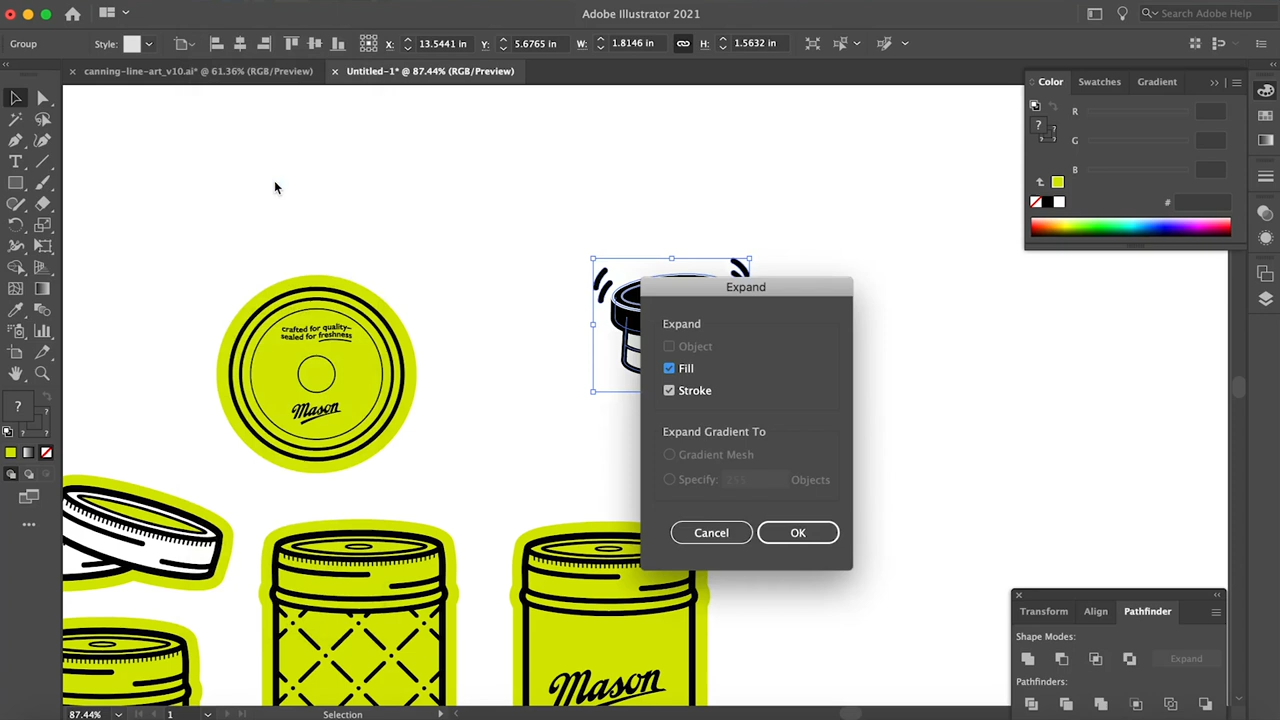 Adobe Illustrator 2021
Search Adobe Help
Group
Style:
X: 13.5441 in
Y: 5.6765 in
W: 1.8146 in
H: 1.5632 in
canning-line-art_v10.ai* @ 61.36% (RGB/Preview)
Untitled-1* @ 87.44% (RGB/Preview)
Color
Swatches
Gradient
R
G
B
#
crafted for quality–
sealed for freshness
Mason
Expand
Expand
Object
Fill
Stroke
Expand Gradient To
Gradient Mesh
Specify: 255 Objects
Cancel
OK
Mason
Transform
Align
Pathfinder
Shape Modes:
Expand
Pathfinders:
87.44%
1
Selection